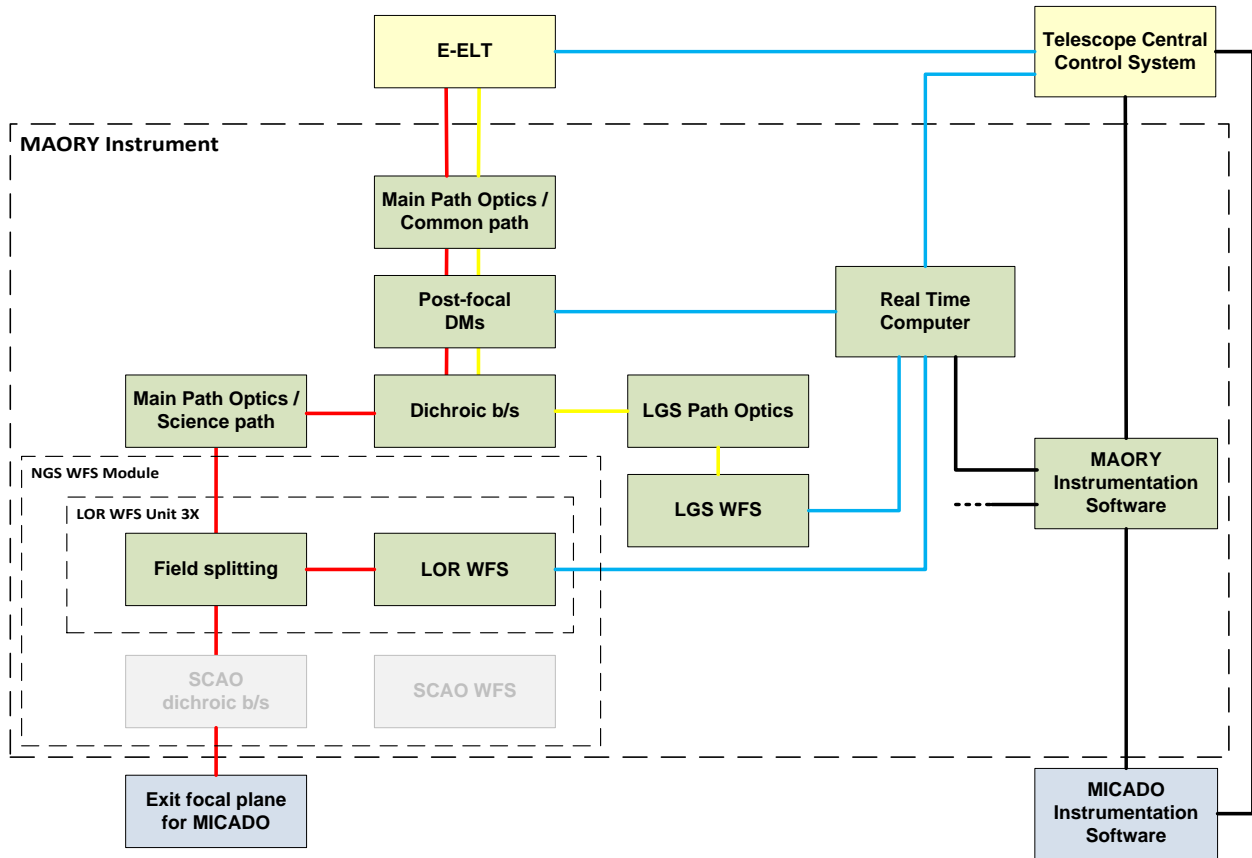 E-ELT
Telescope Central
Control System
MAORY Instrument
Main Path Optics /
Common path
Post-focal
DMs
Real Time
Computer
Main Path Optics /
Science path
Dichroic b/s
LGS Path Optics
NGS WFS Module
LGS WFS
MAORY
Instrumentation
Software
LOR WFS Unit 3X
Field splitting
LOR WFS
SCAO
dichroic b/s
SCAO WFS
Exit focal plane
for MICADO
MICADO
Instrumentation
Software